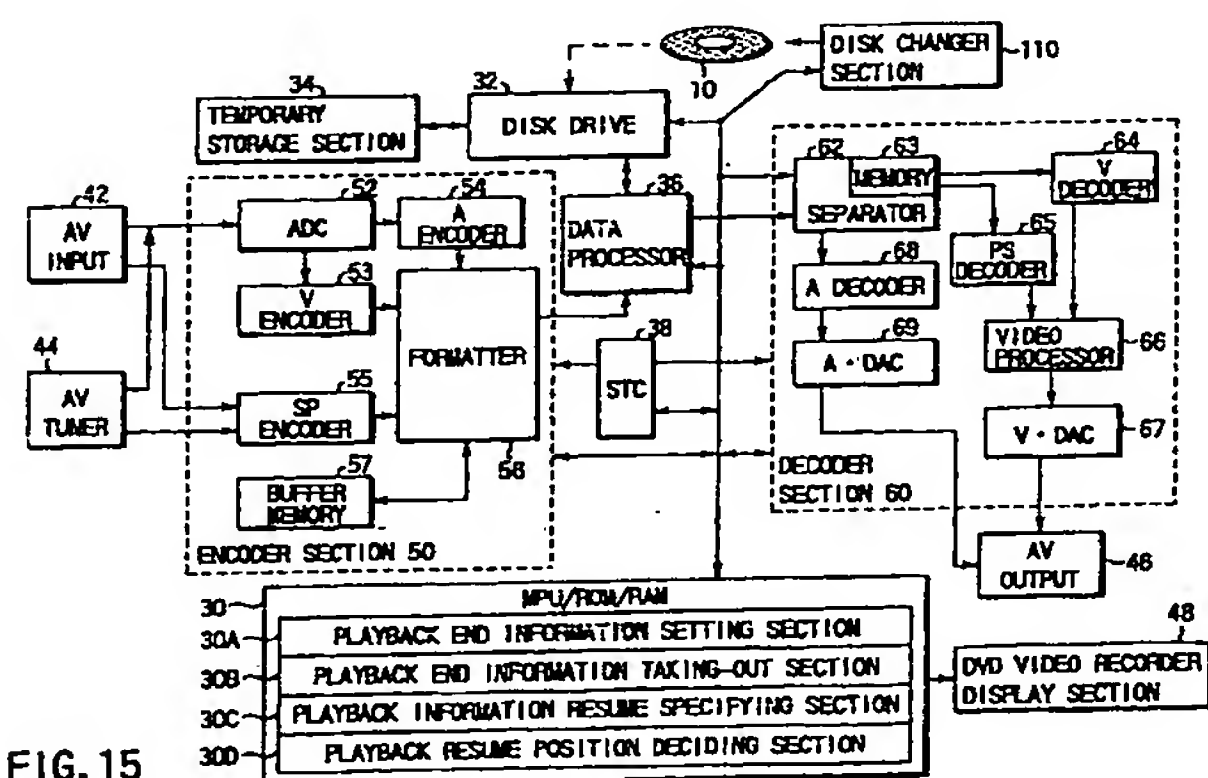 DISK CHANGER
SECTION
110
10
34
TEMPORARY
STORAGE SECTION
32
DISK DRIVE
42
AV
INPUT
52
ADC
54
A
ENCODER
36
DATA
PROCESSOR
62
63
MEMORY
SEPARATOR
64
V
DECODER
65
PS
DECODER
53
V
ENCODER
FORMATTER
68
A DECODER
38
STC
69
A・DAC
VIDEO
PROCESSOR
66
44
AV
TUNER
55
SP
ENCODER
V・DAC
67
56
57
BUFFER
MEMORY
ENCODER SECTION 50
DECODER
SECTION 60
AV
OUTPUT
46
30
MPU/ROM/RAM
30A
PLAYBACK END INFORMATION SETTING SECTION
30B
PLAYBACK END INFORMATION TAKING-OUT SECTION
30C
PLAYBACK INFORMATION RESUME SPECIFYING SECTION
30D
PLAYBACK RESUME POSITION DECIDING SECTION
48
DVD VIDEO RECORDER
DISPLAY SECTION
FIG. 15